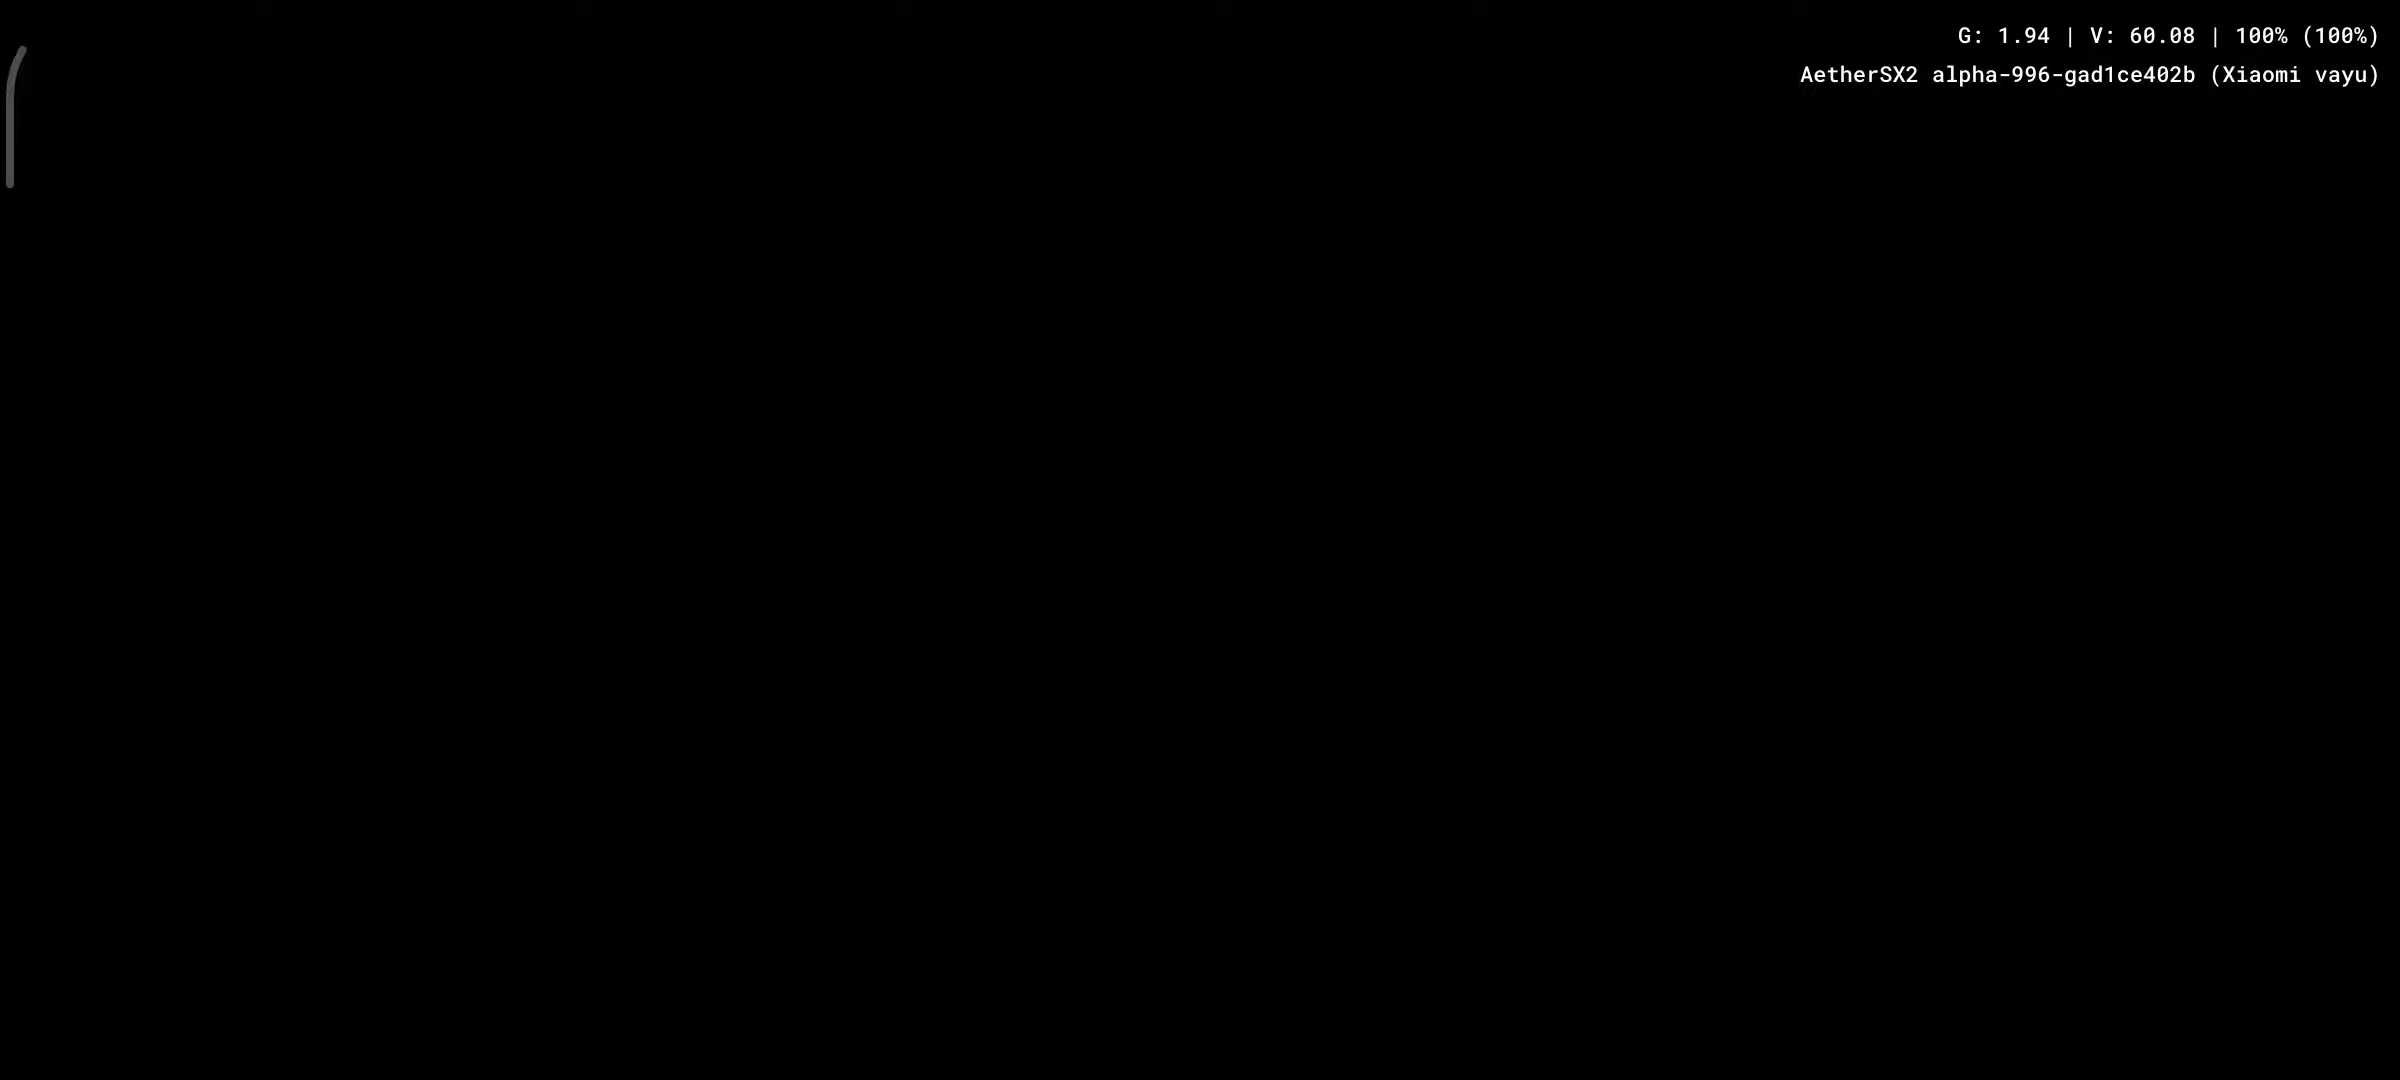 G: 1.94 | V: 60.08 | 100% (100%)
AetherSX2 alpha-996-gad1ce402b (Xiaomi vayu)